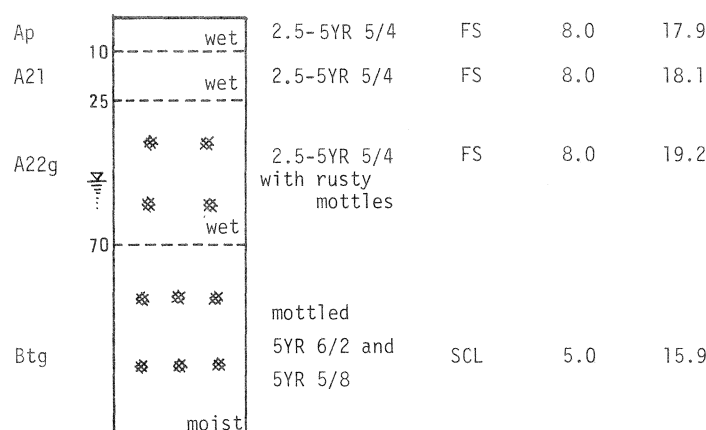 Ap wet 2.5-5YR 5/4 FS 8.0 17.9
10
A21 wet 2.5-5YR 5/4 FS 8.0 18.1
25
A22g 2.5-5YR 5/4 FS 8.0 19.2
with rusty
mottles
wet
70
mottled
Btg 5YR 6/2 and SCL 5.0 15.9
5YR 5/8
moist